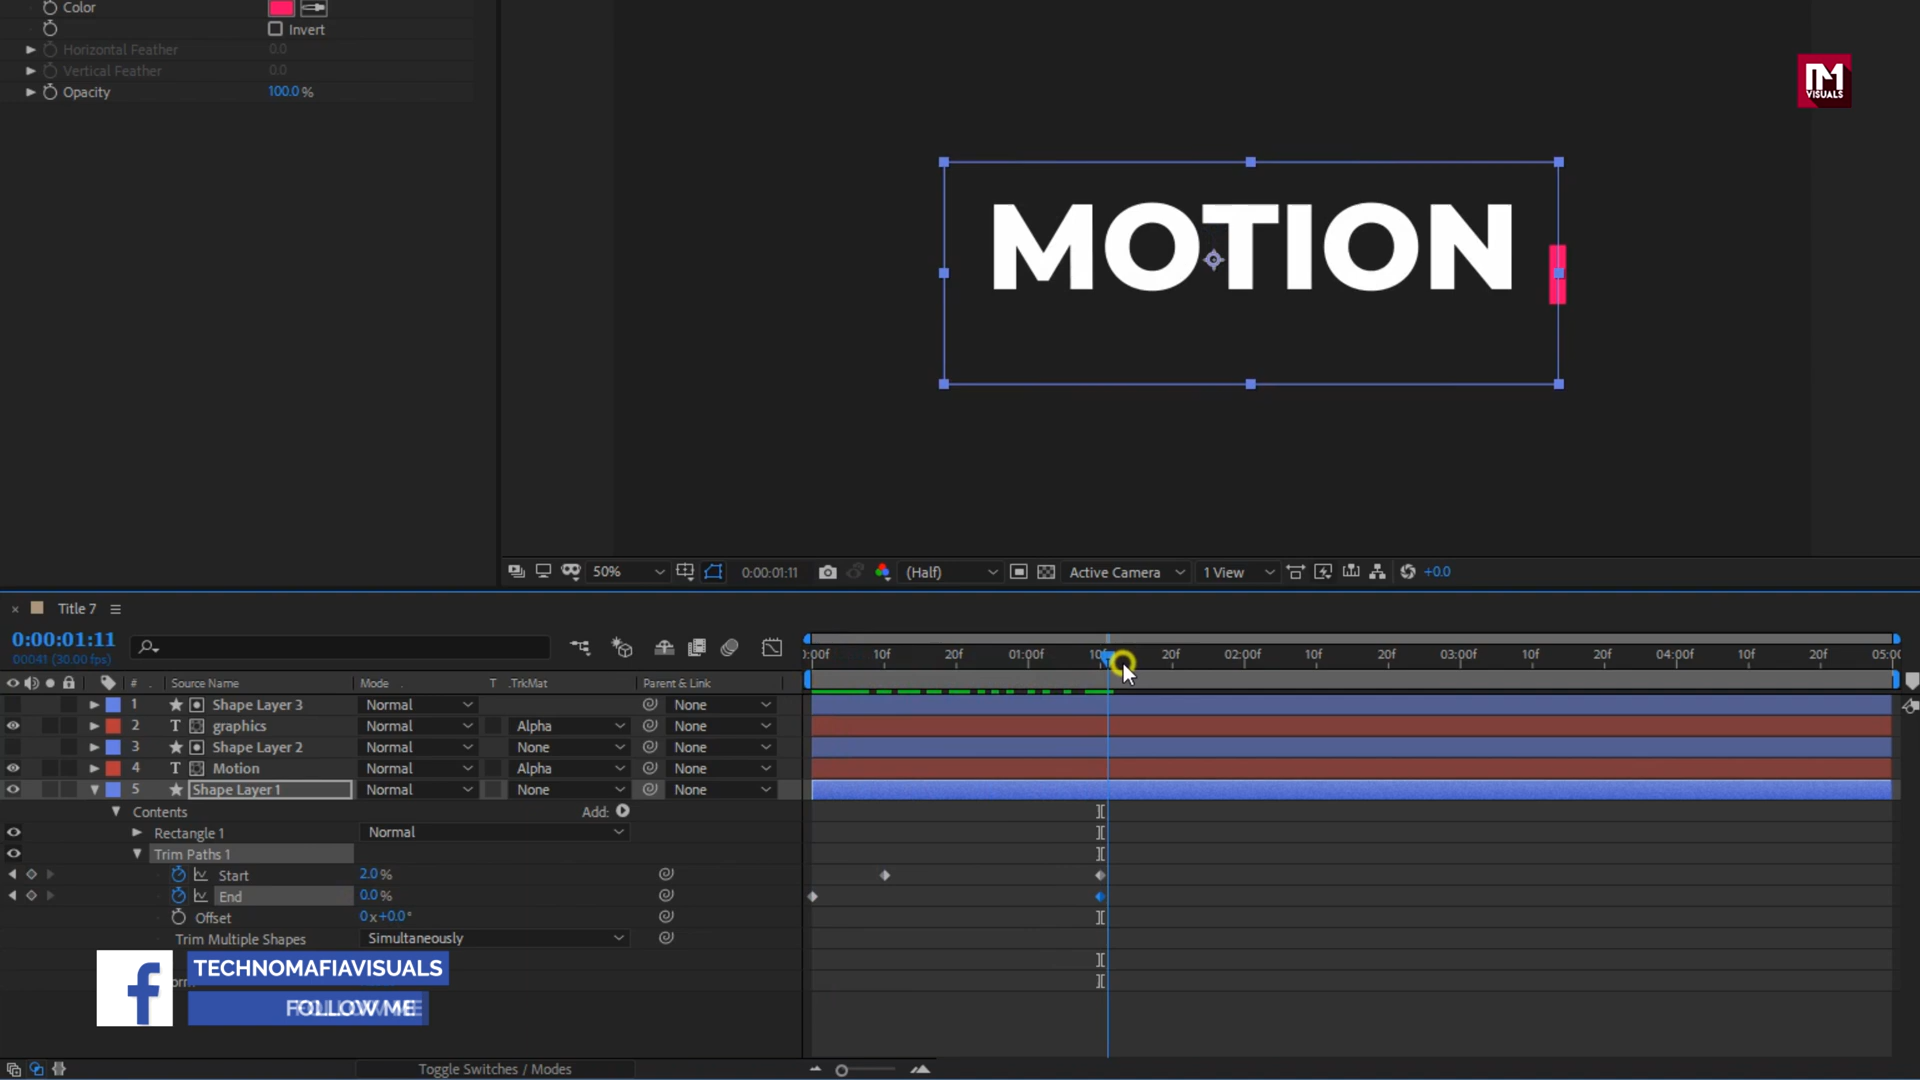 Color
Invert
Horizontal Feather 0.0
Vertical Feather 0.0
Opacity 100.0 %
M VISUALS
MOTION
50% 0:00:01:11 (Half) Active Camera 1 View +0.0
Title 7
0:00:01:11
00041 (30.00 fps)
):00f 10f 20f 01:00f 10f 20f 02:00f 10f 20f 03:00f 10f 20f 04:00f 10f 20f 05:00
# . Source Name Mode T .TrkMat Parent & Link
1 Shape Layer 3 Normal None
2 T graphics Normal Alpha None
3 Shape Layer 2 Normal None None
4 T Motion Normal Alpha None
5 Shape Layer 1 Normal None None
Contents Add:
Rectangle 1 Normal
Trim Paths 1
Start 2.0 %
End 0.0 %
Offset 0 x +0.0 °
Trim Multiple Shapes Simultaneously
TECHNOMAFIAVISUALS
FOLLOW ME
Toggle Switches / Modes